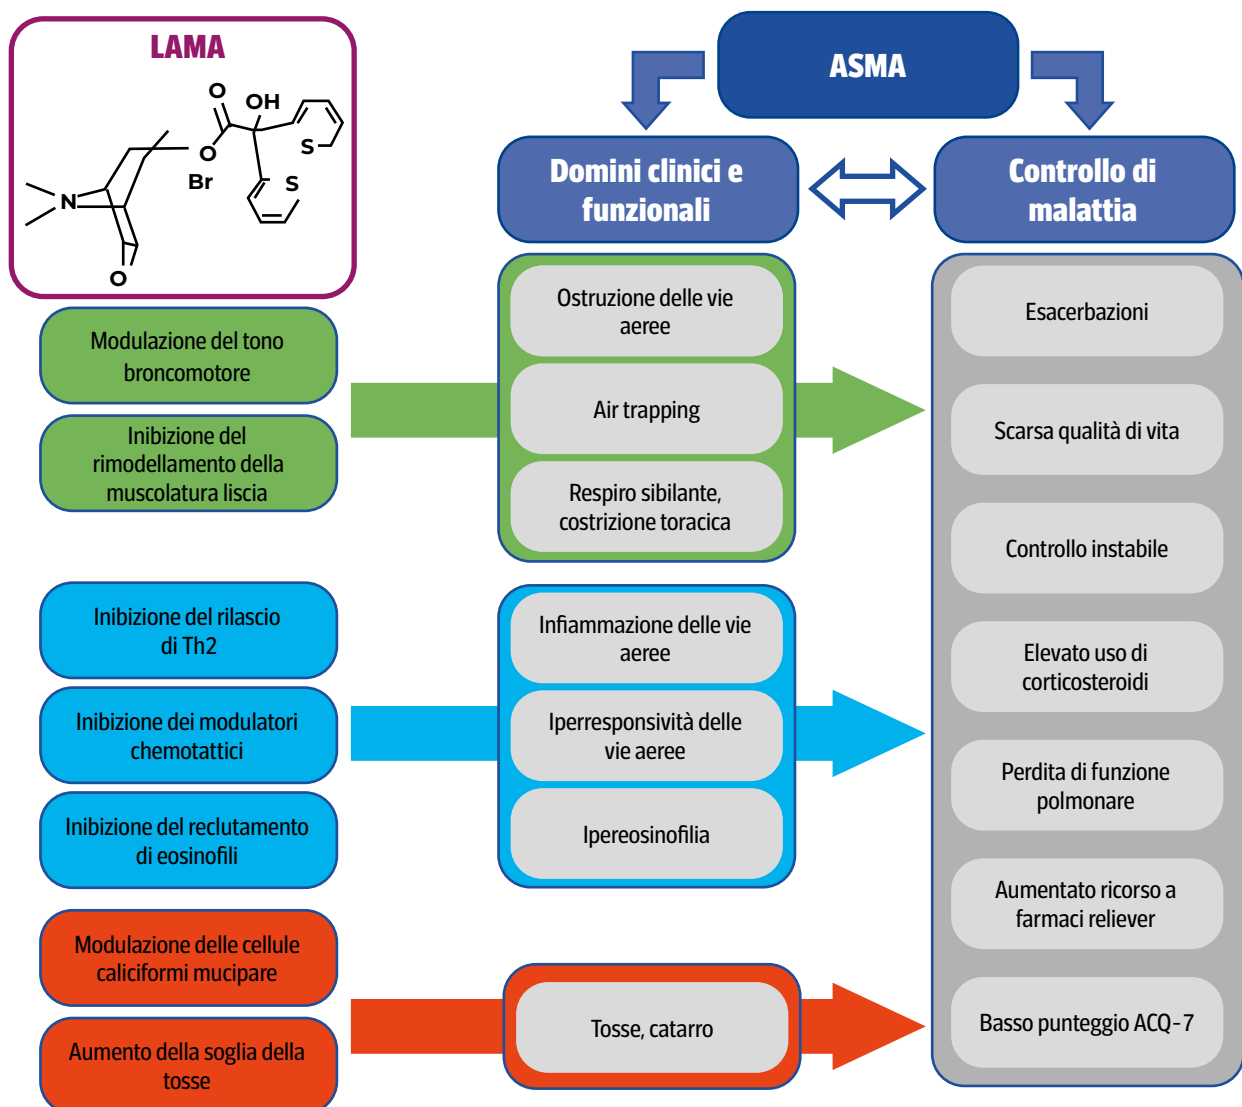 LAMA
O
OH
O
S
S
Br
N
O
ASMA
Domini clinici e
funzionali
Controllo di
malattia
Modulazione del tono
broncomotore
Inibizione del
rimodellamento della
muscolatura liscia
Ostruzione delle vie
aeree
Air trapping
Respiro sibilante,
costrizione toracica
Inibizione del rilascio
di Th2
Inibizione dei modulatori
chemotattici
Inibizione del reclutamento
di eosinofili
Infiammazione delle vie
aeree
Iperresponsività delle
vie aeree
Ipereosinofilia
Modulazione delle cellule
caliciformi mucipare
Aumento della soglia della
tosse
Tosse, catarro
Esacerbazioni
Scarsa qualità di vita
Controllo instabile
Elevato uso di
corticosteroidi
Perdita di funzione
polmonare
Aumentato ricorso a
farmaci reliever
Basso punteggio ACQ-7